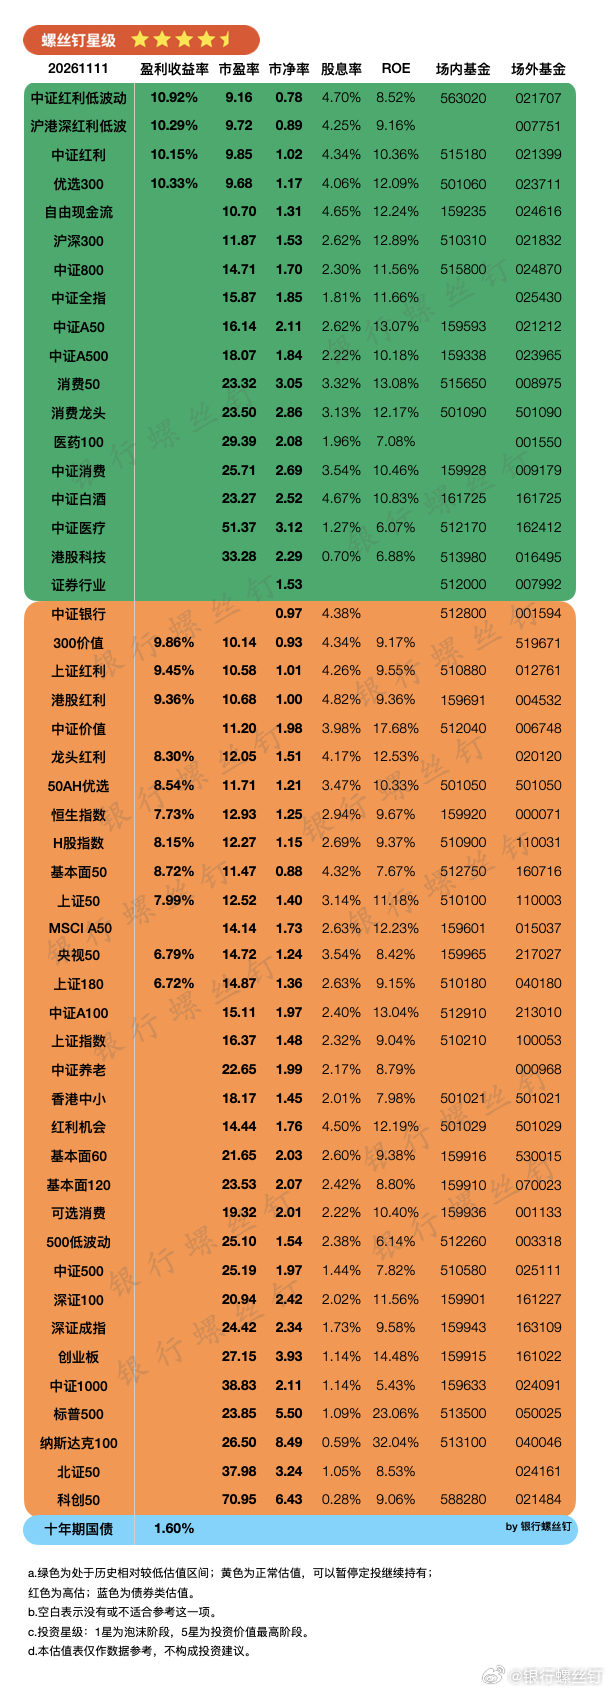 螺丝钉星级
20261111 盈利收益率 市盈率 市净率 股息率 ROE 场内基金 场外基金
中证红利低波动 10.92% 9.16 0.78 4.70% 8.52% 563020 021707
沪港深红利低波 10.29% 9.72 0.89 4.25% 9.16% 007751
中证红利 10.15% 9.85 1.02 4.34% 10.36% 515180 021399
优选300 10.33% 9.68 1.17 4.06% 12.09% 501060 023711
自由现金流 10.70 1.31 4.65% 12.24% 159235 024616
沪深300 11.87 1.53 2.62% 12.89% 510310 021832
中证800 14.71 1.70 2.30% 11.56% 515800 024870
中证全指 15.87 1.85 1.81% 11.66% 025430
中证A50 16.14 2.11 2.62% 13.07% 159593 021212
中证A500 18.07 1.84 2.22% 10.18% 159338 023965
消费50 23.32 3.05 3.32% 13.08% 515650 008975
消费龙头 23.50 2.86 3.13% 12.17% 501090 501090
医药100 29.39 2.08 1.96% 7.08% 001550
中证消费 25.71 2.69 3.54% 10.46% 159928 009179
中证白酒 23.27 2.52 4.67% 10.83% 161725 161725
中证医疗 51.37 3.12 1.27% 6.07% 512170 162412
港股科技 33.28 2.29 0.70% 6.88% 513980 016495
证券行业 1.53 512000 007992
中证银行 0.97 4.38% 512800 001594
300价值 9.86% 10.14 0.93 4.34% 9.17% 519671
上证红利 9.45% 10.58 1.01 4.26% 9.55% 510880 012761
港股红利 9.36% 10.68 1.00 4.82% 9.36% 159691 004532
中证价值 11.20 1.98 3.98% 17.68% 512040 006748
龙头红利 8.30% 12.05 1.51 4.17% 12.53% 020120
50AH优选 8.54% 11.71 1.21 3.47% 10.33% 501050 501050
恒生指数 7.73% 12.93 1.25 2.94% 9.67% 159920 000071
H股指数 8.15% 12.27 1.15 2.69% 9.37% 510900 110031
基本面50 8.72% 11.47 0.88 4.32% 7.67% 512750 160716
上证50 7.99% 12.52 1.40 3.14% 11.18% 510100 110003
MSCI A50 14.14 1.73 2.63% 12.23% 159601 015037
央视50 6.79% 14.72 1.24 3.54% 8.42% 159965 217027
上证180 6.72% 14.87 1.36 2.63% 9.15% 510180 040180
中证A100 15.11 1.97 2.40% 13.04% 512910 213010
上证指数 16.37 1.48 2.32% 9.04% 510210 100053
中证养老 22.65 1.99 2.17% 8.79% 000968
香港中小 18.17 1.45 2.01% 7.98% 501021 501021
红利机会 14.44 1.76 4.50% 12.19% 501029 501029
基本面60 21.65 2.03 2.60% 9.38% 159916 530015
基本面120 23.53 2.07 2.42% 8.80% 159910 070023
可选消费 19.32 2.01 2.22% 10.40% 159936 001133
500低波动 25.10 1.54 2.38% 6.14% 512260 003318
中证500 25.19 1.97 1.44% 7.82% 510580 025111
深证100 20.94 2.42 2.02% 11.56% 159901 161227
深证成指 24.42 2.34 1.73% 9.58% 159943 163109
创业板 27.15 3.93 1.14% 14.48% 159915 161022
中证1000 38.83 2.11 1.14% 5.43% 159633 024091
标普500 23.85 5.50 1.09% 23.06% 513500 050025
纳斯达克100 26.50 8.49 0.59% 32.04% 513100 040046
北证50 37.98 3.24 1.05% 8.53% 024161
科创50 70.95 6.43 0.28% 9.06% 588280 021484
十年期国债 1.60% by 银行螺丝钉
a.绿色为处于历史相对较低估值区间；黄色为正常估值，可以暂停定投继续持有；
红色为高估；蓝色为债券类估值。
b.空白表示没有或不适合参考这一项。
c.投资星级：1星为泡沫阶段，5星为投资价值最高阶段。
d.本估值表仅作数据参考，不构成投资建议。
@银行螺丝钉